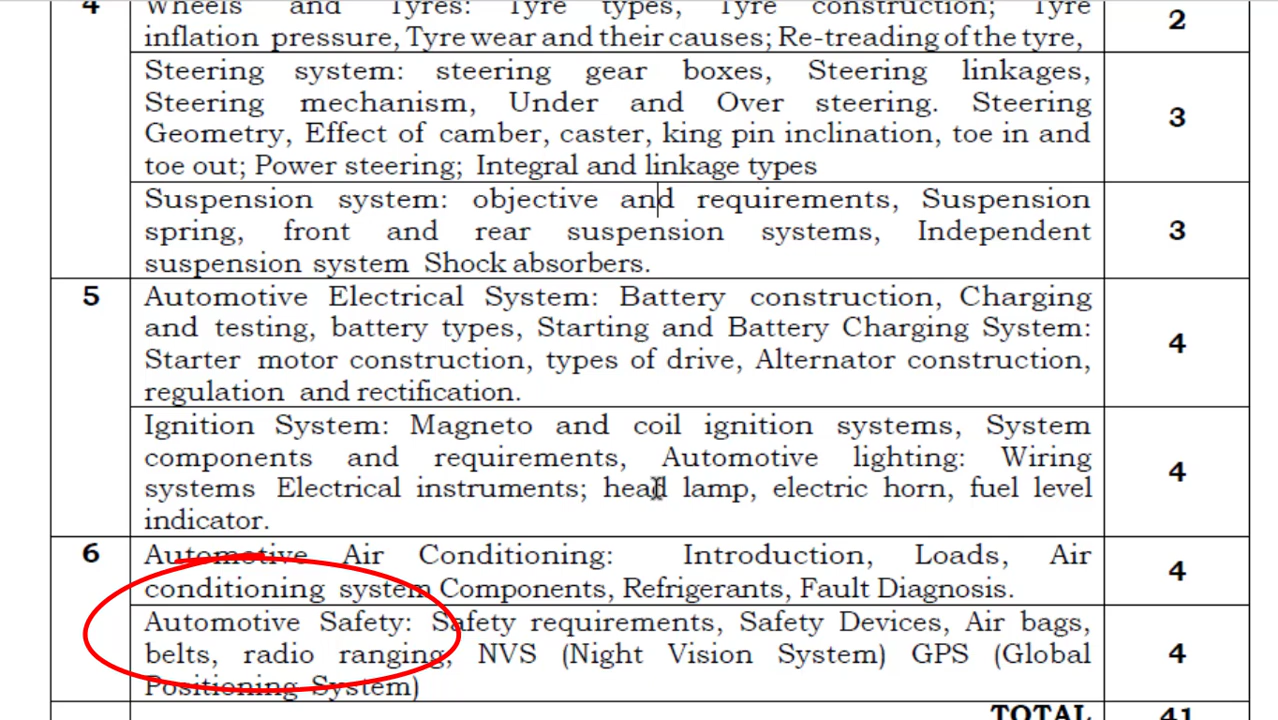 4 Wheels and Tyres: Tyre types, Tyre construction; Tyre
inflation pressure, Tyre wear and their causes; Re-treading of the tyre, 2
Steering system: steering gear boxes, Steering linkages,
Steering mechanism, Under and Over steering. Steering
Geometry, Effect of camber, caster, king pin inclination, toe in and
toe out; Power steering; Integral and linkage types
3
Suspension system: objective and requirements, Suspension
spring, front and rear suspension systems, Independent
suspension system Shock absorbers.
3
5 Automotive Electrical System: Battery construction, Charging
and testing, battery types, Starting and Battery Charging System:
Starter motor construction, types of drive, Alternator construction,
regulation and rectification.
4
Ignition System: Magneto and coil ignition systems, System
components and requirements, Automotive lighting: Wiring
systems Electrical instruments; head lamp, electric horn, fuel level
indicator.
4
6 Automotive Air Conditioning: Introduction, Loads, Air
conditioning system Components, Refrigerants, Fault Diagnosis.
4
Automotive Safety: Safety requirements, Safety Devices, Air bags,
belts, radio ranging, NVS (Night Vision System) GPS (Global
Positioning System)
4
TOTAL 41